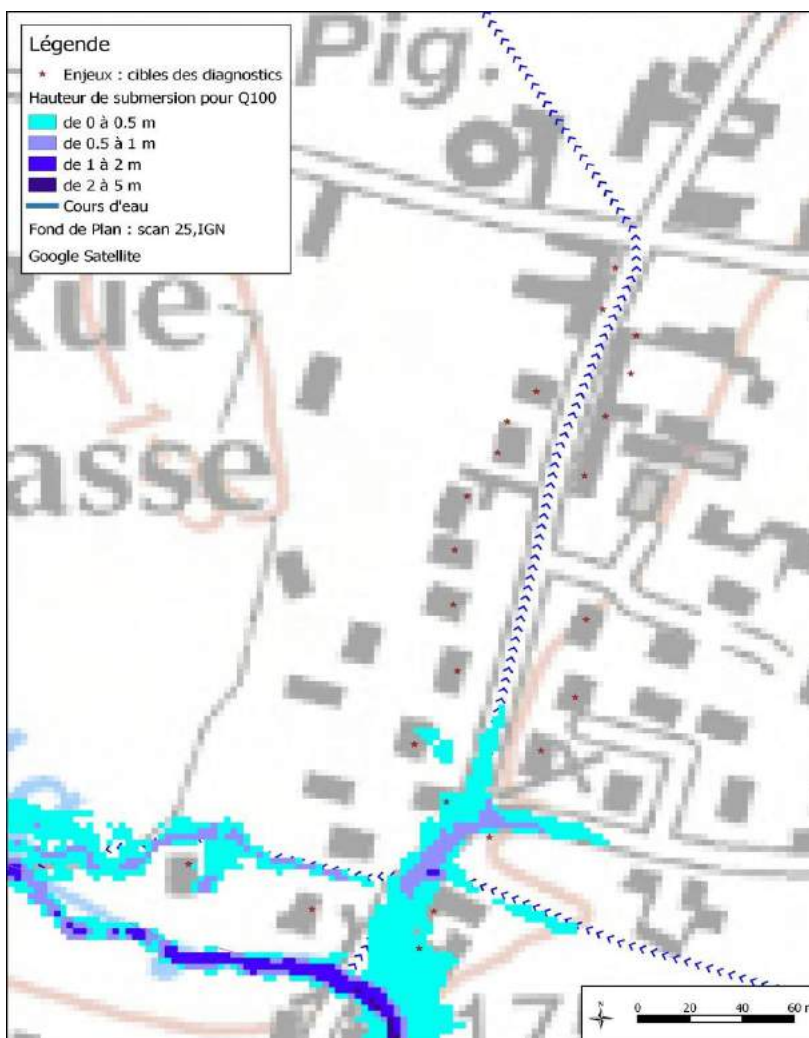 Légende
Enjeux : cibles des diagnostics
Hauteur de submersion pour Q100
de 0 à 0.5 m
de 0.5 à 1 m
de 1 à 2 m
de 2 à 5 m
Cours d'eau
Fond de Plan : scan 25,IGN
Google Satellite
Pig.
Rue
asse
17
N
0 20 40 60 m